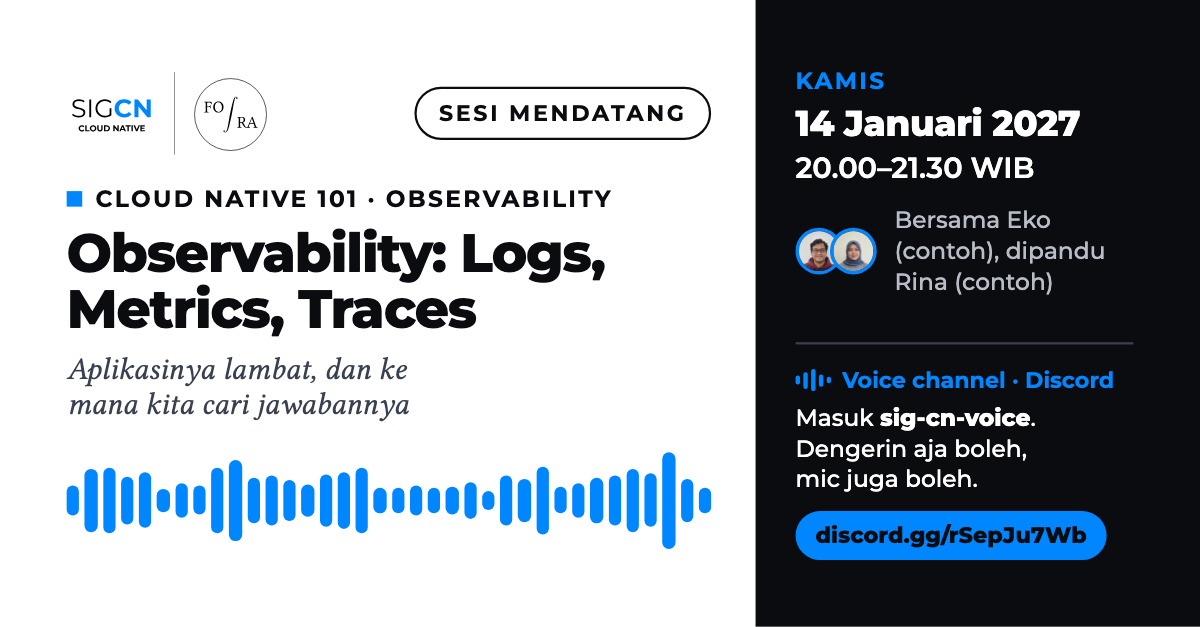 SIGCN
CLOUD NATIVE
FO∫RA
SESI MENDATANG
CLOUD NATIVE 101 · OBSERVABILITY
Observability: Logs,
Metrics, Traces
Aplikasinya lambat, dan ke
mana kita cari jawabannya
KAMIS
14 Januari 2027
20.00–21.30 WIB
Bersama Eko
(contoh), dipandu
Rina (contoh)
Voice channel · Discord
Masuk sig-cn-voice.
Dengerin aja boleh,
mic juga boleh.
discord.gg/rSepJu7Wb